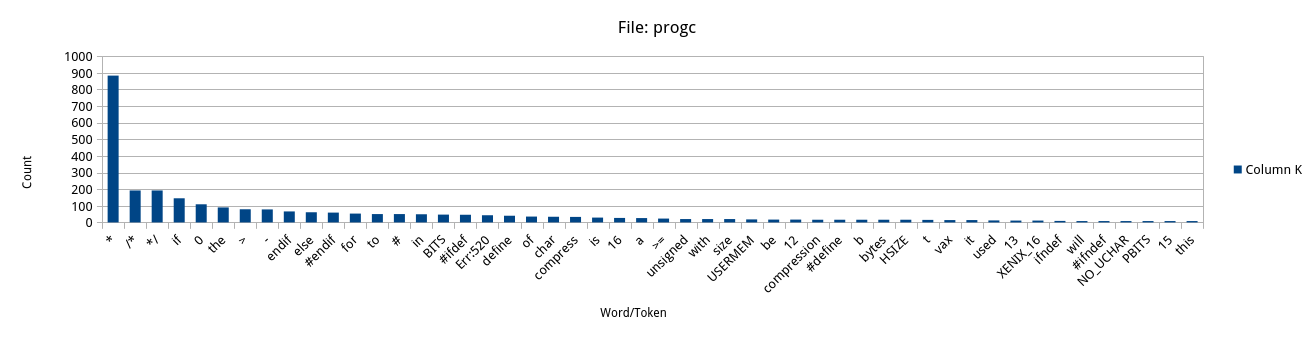 File: progc
1000
900
800
700
600
500
400
300
200
100
0
Count
Column K
* /* */ if 0 the > - endif else #endif for to # in BITS #ifdef Err:520 define of char compress is 16 a >= unsigned with size USERMEM be 12 compression #define b bytes HSIZE t vax it used 13 XENIX_16 ifndef will #ifndef NO_UCHAR PBITS 15 this
Word/Token